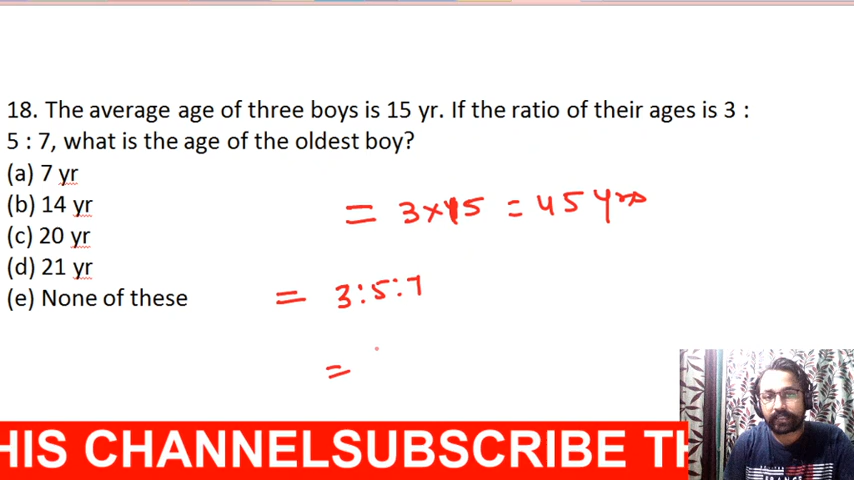 18. The average age of three boys is 15 yr. If the ratio of their ages is 3 :
5 : 7, what is the age of the oldest boy?
(a) 7 yr
(b) 14 yr
= 3×15 = 45 yrs
(c) 20 yr
(d) 21 yr
(e) None of these
= 3:5:7
=
HIS CHANNELSUBSCRIBE TH
FRANCE